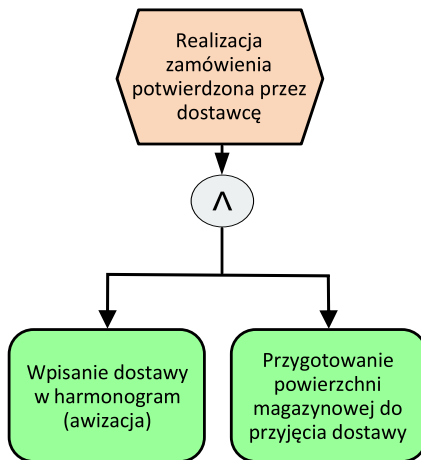 Realizacja
zamówienia
potwierdzona przez
dostawcę
Λ
Wpisanie dostawy
w harmonogram
(awizacja)
Przygotowanie
powierzchni
magazynowej do
przyjęcia dostawy